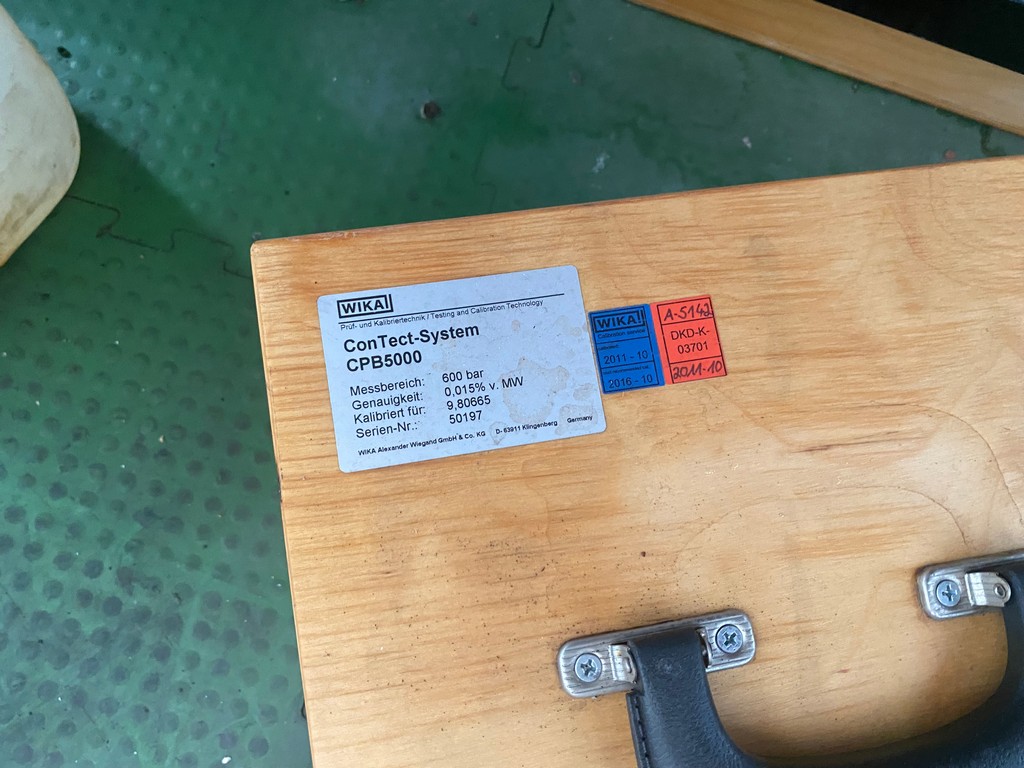 WIKA
Prüf- und Kalibriertechnik / Testing and Calibration Technology
ConTect-System
CPB5000
Messbereich: 600 bar
Genauigkeit: 0,015% v. MW
Kalibriert für: 9,80665
Serien-Nr.: 50197
WIKA Alexander Wiegand GmbH & Co. KG D-63911 Klingenberg Germany
WIKA
Calibration service
2011 - 10
2016 - 10
A-5142
DKD-K-
03701
2011-10